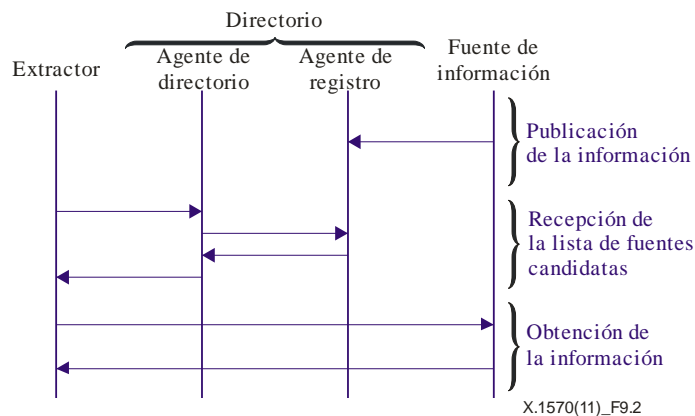 Directorio
Extractor
Agente de
directorio
Agente de
registro
Fuente de
información
Publicación
de la información
Recepción de
la lista de fuentes
candidatas
Obtención de
la información
X.1570(11)_F9.2